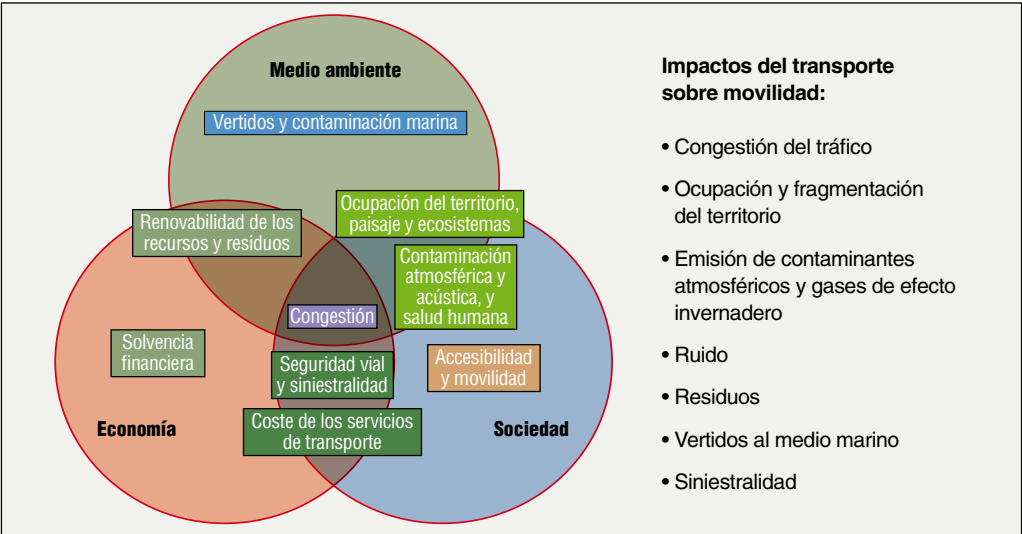 Medio ambiente
Vertidos y contaminación marina
Renovabilidad de los
recursos y residuos
Ocupación del territorio,
paisaje y ecosistemas
Contaminación
atmosférica y
acústica, y
salud humana
Congestión
Solvencia
financiera
Seguridad vial
y siniestralidad
Accesibilidad
y movilidad
Coste de los servicios
de transporte
Economía
Sociedad
Impactos del transporte
sobre movilidad:
• Congestión del tráfico
• Ocupación y fragmentación
del territorio
• Emisión de contaminantes
atmosféricos y gases de efecto
invernadero
• Ruido
• Residuos
• Vertidos al medio marino
• Siniestralidad